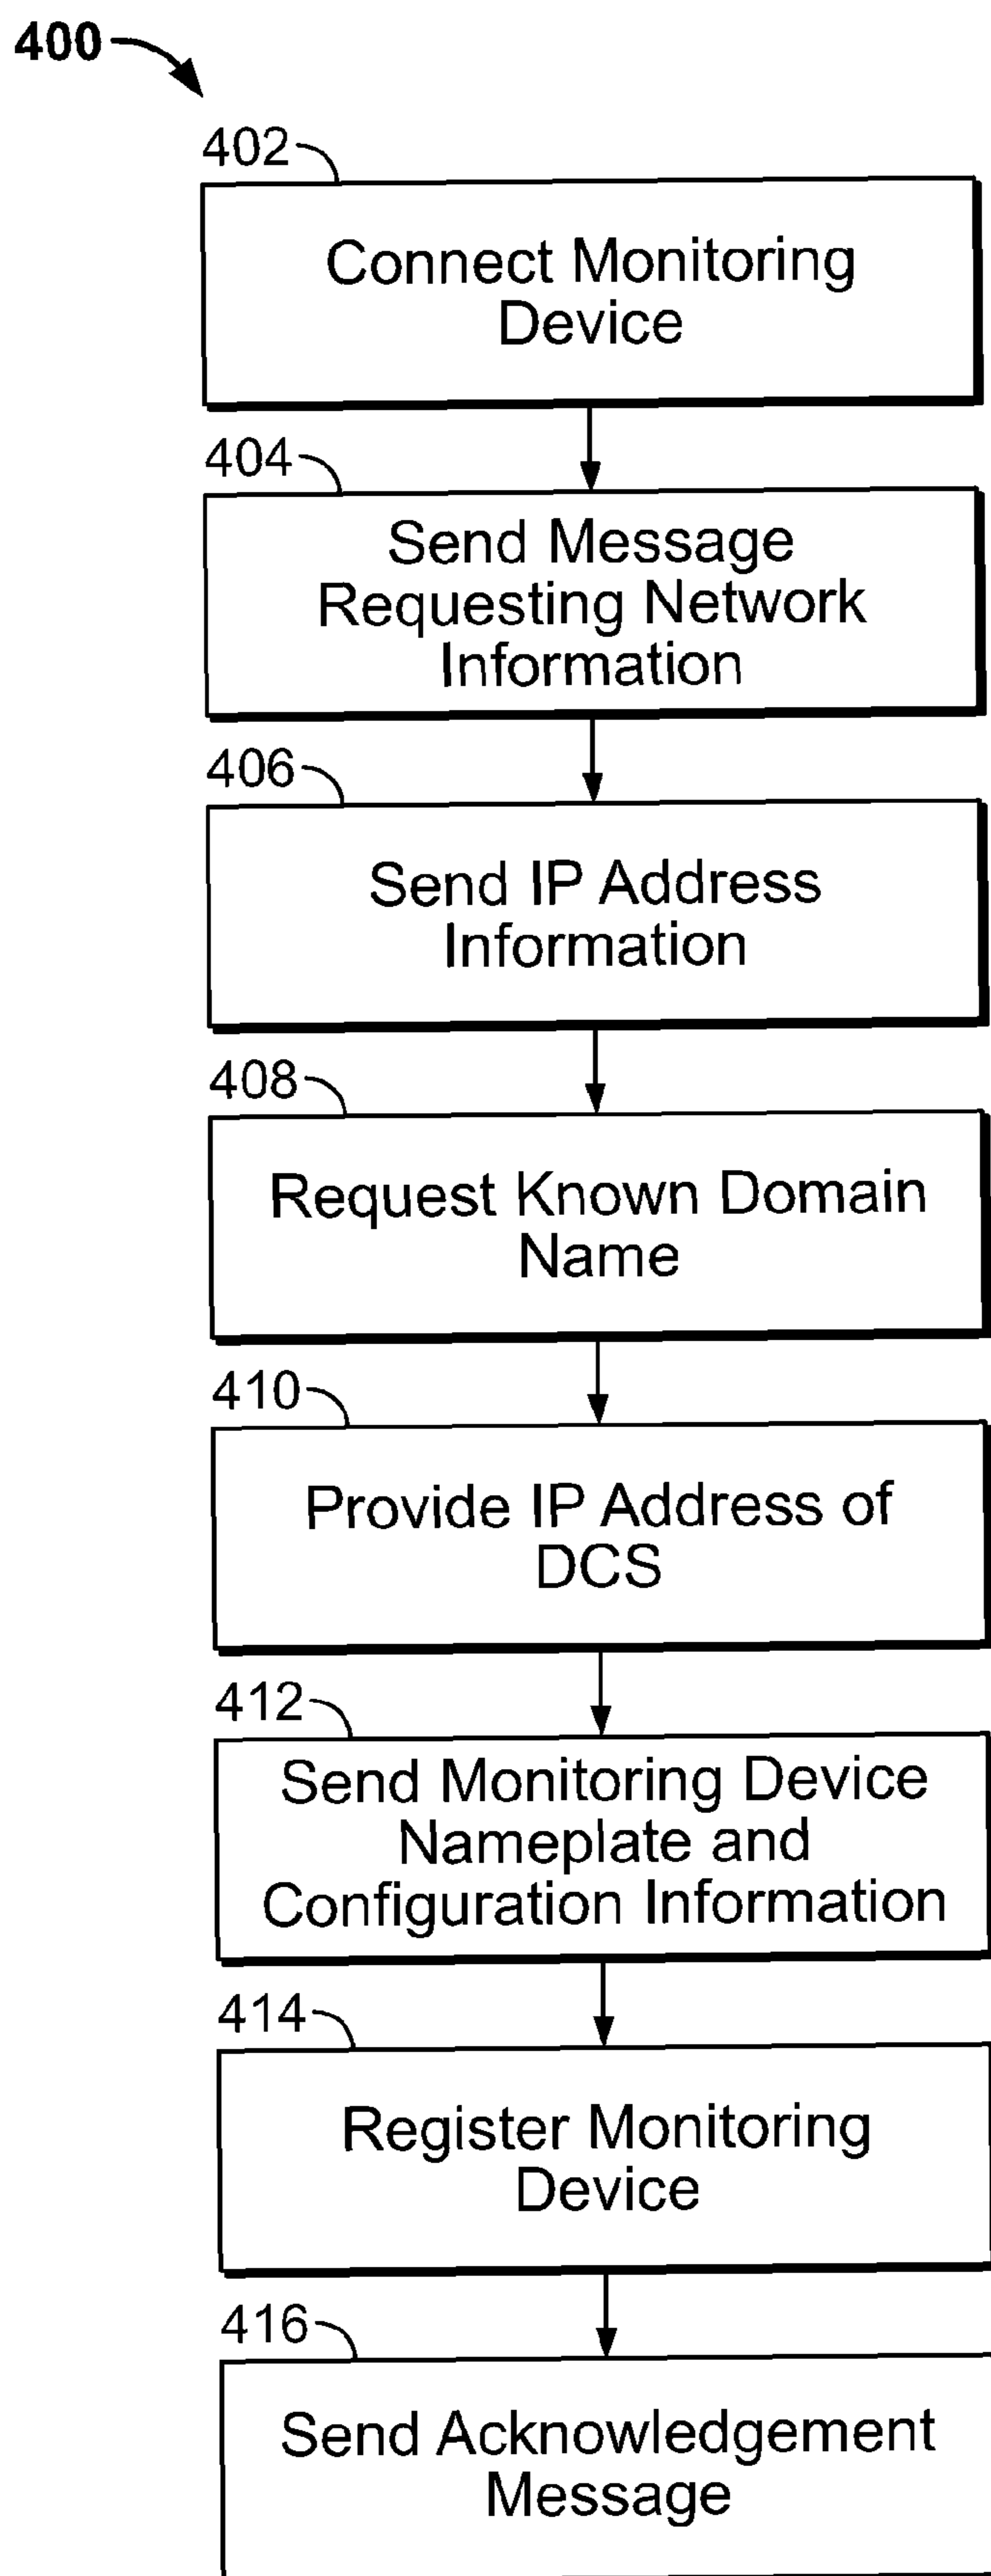 400
402
Connect Monitoring
Device
404
Send Message
Requesting Network
Information
406
Send IP Address
Information
408
Request Known Domain
Name
410
Provide IP Address of
DCS
412
Send Monitoring Device
Nameplate and
Configuration Information
414
Register Monitoring
Device
416
Send Acknowledgement
Message